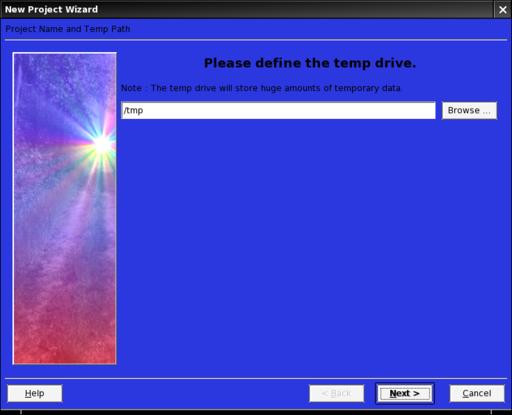 New Project Wizard
Project Name and Temp Path
Please define the temp drive.
Note : The temp drive will store huge amounts of temporary data.
/tmp
Browse ...
Help
< Back
Next >
Cancel